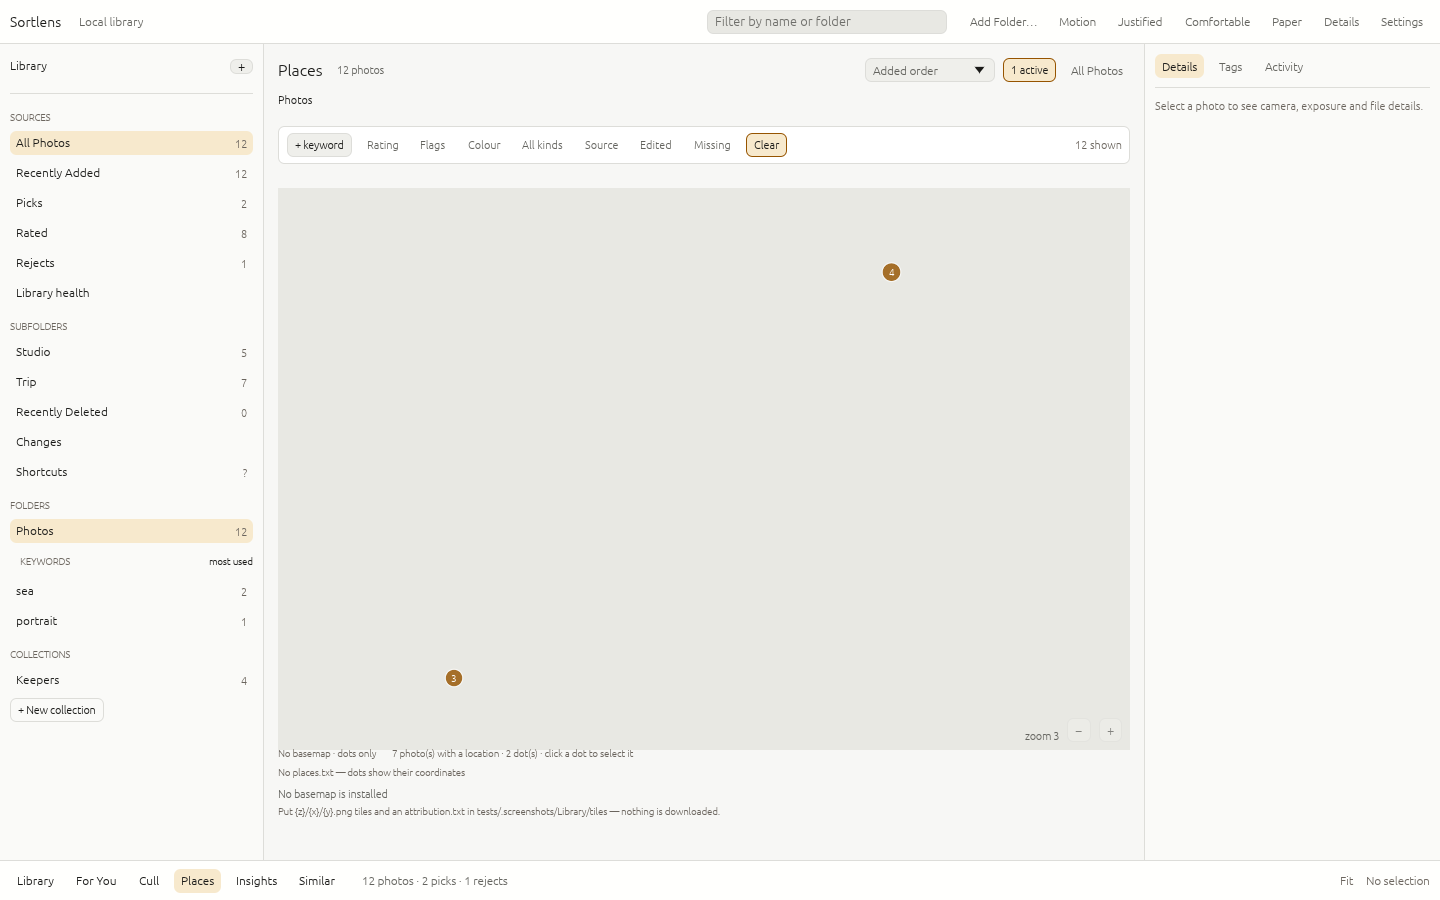 Sortlens Local library Filter by name or folder Add Folder... Motion Justified Comfortable Paper Details Settings
Library +
SOURCES
All Photos 12
Recently Added 12
Picks 2
Rated 8
Rejects 1
Library health
SUBFOLDERS
Studio 5
Trip 7
Recently Deleted 0
Changes
Shortcuts ?
FOLDERS
Photos 12
KEYWORDS most used
sea 2
portrait 1
COLLECTIONS
Keepers 4
+ New collection
Places 12 photos Added order 1 active All Photos
Photos
+ keyword Rating Flags Colour All kinds Source Edited Missing Clear 12 shown
4
3
zoom 3 − +
No basemap · dots only 7 photo(s) with a location · 2 dot(s) · click a dot to select it
No places.txt — dots show their coordinates
No basemap is installed
Put {z}/{x}/{y}.png tiles and an attribution.txt in tests/.screenshots/Library/tiles — nothing is downloaded.
Details Tags Activity
Select a photo to see camera, exposure and file details.
Library For You Cull Places Insights Similar 12 photos · 2 picks · 1 rejects Fit No selection